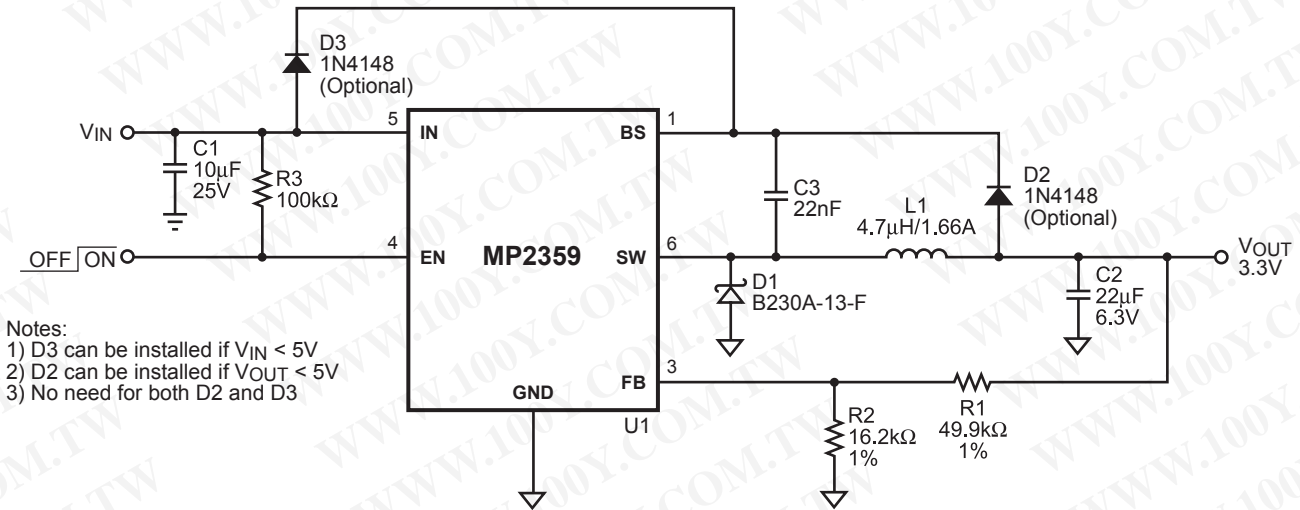 D3
1N4148
(Optional)
VIN
5
IN
BS
1
C1
10µF
25V
R3
100kΩ
C3
22nF
D2
1N4148
(Optional)
L1
4.7µH/1.66A
OFF ON
4
EN
MP2359
SW
6
VOUT
3.3V
D1
B230A-13-F
C2
22µF
6.3V
Notes:
1) D3 can be installed if VIN < 5V
2) D2 can be installed if VOUT < 5V
3) No need for both D2 and D3
3
FB
GND
U1
R2
16.2kΩ
1%
R1
49.9kΩ
1%
WWW.100Y.COM.TW